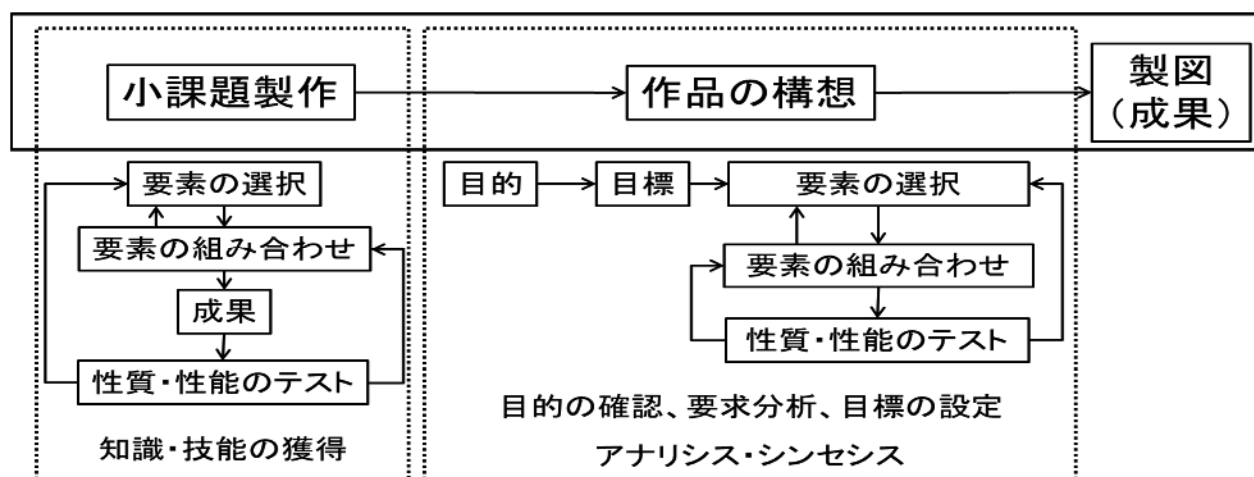 小課題製作
作品の構想
製図
(成果)
要素の選択
要素の組み合わせ
成果
性質・性能のテスト
知識・技能の獲得
目的
目標
要素の選択
要素の組み合わせ
性質・性能のテスト
目的の確認、要求分析、目標の設定
アナリシス・シンセシス